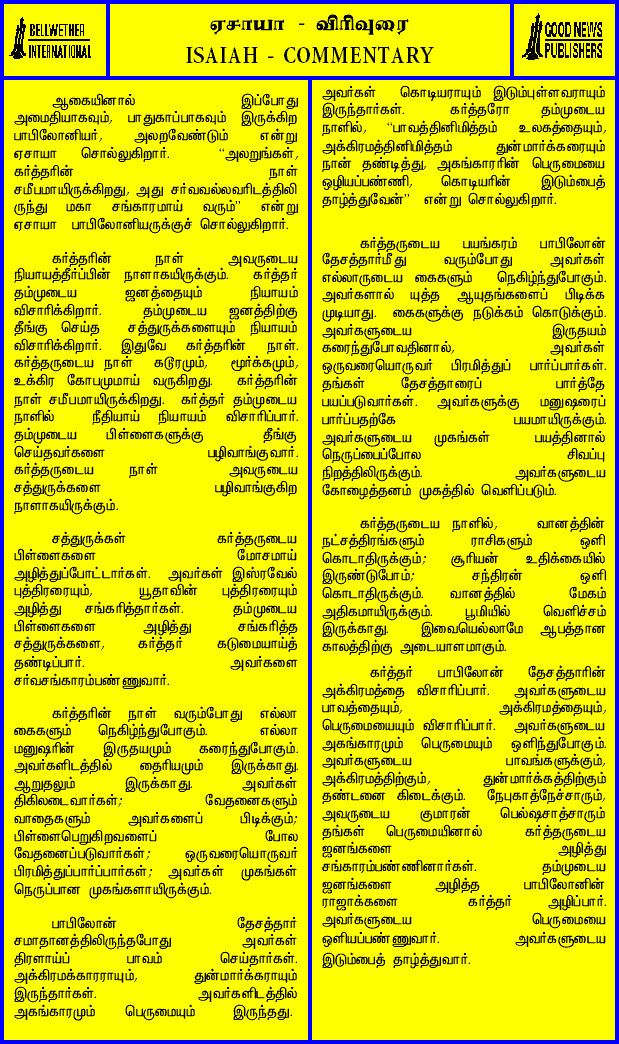 BELLWETHER
INTERNATIONAL
ஏசாயா - விரிவுரை
ISAIAH - COMMENTARY
GOOD NEWS
PUBLISHERS
ஆகையினால் இப்போது
அமைதியாகவும், பாதுகாப்பாகவும் இருக்கிற
பாபிலோனியர், அலறவேண்டும் என்று
ஏசாயா சொல்லுகிறார். “அலறுங்கள்,
கர்த்தரின் நாள்
சமீபமாயிருக்கிறது, அது சர்வவல்லவரிடத்திலி
ருந்து மகா சங்காரமாய் வரும்” என்று
ஏசாயா பாபிலோனியருக்குச் சொல்லுகிறார்.
கர்த்தரின் நாள் அவருடைய
நியாயத்தீர்ப்பின் நாளாகயிருக்கும். கர்த்தர்
தம்முடைய ஜனத்தையும் நியாயம்
விசாரிக்கிறார். தம்முடைய ஜனத்திற்கு
தீங்கு செய்த சத்துருக்களையும் நியாயம்
விசாரிக்கிறார். இதுவே கர்த்தரின் நாள்.
கர்த்தருடைய நாள் கடூரமும், மூர்க்கமும்,
உக்கிர கோபமுமாய் வருகிறது. கர்த்தரின்
நாள் சமீபமாயிருக்கிறது. கர்த்தர் தம்முடைய
நாளில் நீதியாய் நியாயம் விசாரிப்பார்.
தம்முடைய பிள்ளைகளுக்கு தீங்கு
செய்தவர்களை பழிவாங்குவார்.
கர்த்தருடைய நாள் அவருடைய
சத்துருக்களை பழிவாங்குகிற
நாளாகயிருக்கும்.
சத்துருக்கள் கர்த்தருடைய
பிள்ளைகளை மோசமாய்
அழித்துப்போட்டார்கள். அவர்கள் இஸ்ரவேல்
புத்திரரையும், யூதாவின் புத்திரரையும்
அழித்து சங்கரித்தார்கள். தம்முடைய
பிள்ளைகளை அழித்து சங்கரித்த
சத்துருக்களை, கர்த்தர் கடுமையாய்த்
தண்டிப்பார். அவர்களை
சர்வசங்காரம்பண்ணுவார்.
கர்த்தரின் நாள் வரும்போது எல்லா
கைகளும் நெகிழ்ந்துபோகும். எல்லா
மனுஷரின் இருதயமும் கரைந்துபோகும்.
அவர்களிடத்தில் தைரியமும் இருக்காது.
ஆறுதலும் இருக்காது. அவர்கள்
திகிலடைவார்கள்; வேதனைகளும்
வாதைகளும் அவர்களைப் பிடிக்கும்;
பிள்ளைபெறுகிறவளைப் போல
வேதனைப்படுவார்கள்; ஒருவரையொருவர்
பிரமித்துப்பார்ப்பார்கள்; அவர்கள் முகங்கள்
நெருப்பான முகங்களாயிருக்கும்.
பாபிலோன் தேசத்தார்
சமாதானத்திலிருந்தபோது அவர்கள்
திரளாய்ப் பாவம் செய்தார்கள்.
அக்கிரமக்காரராயும், துன்மார்க்கராயும்
இருந்தார்கள். அவர்களிடத்தில்
அகங்காரமும் பெருமையும் இருந்தது.
அவர்கள் கொடியராயும் இடும்புள்ளவராயும்
இருந்தார்கள். கர்த்தரோ தம்முடைய
நாளில், “பாவத்தினிமித்தம் உலகத்தையும்,
அக்கிரமத்தினிமித்தம் துன்மார்க்கரையும்
நான் தண்டித்து, அகங்காரரின் பெருமையை
ஒழியப்பண்ணி, கொடியரின் இடும்பைத்
தாழ்த்துவேன்” என்று சொல்லுகிறார்.
கர்த்தருடைய பயங்கரம் பாபிலோன்
தேசத்தார்மீது வரும்போது அவர்கள்
எல்லாருடைய கைகளும் நெகிழ்ந்துபோகும்.
அவர்களால் யுத்த ஆயுதங்களைப் பிடிக்க
முடியாது. கைகளுக்கு நடுக்கம் கொடுக்கும்.
அவர்களுடைய இருதயம்
கரைந்துபோவதினால், அவர்கள்
ஒருவரையொருவர் பிரமித்துப் பார்ப்பார்கள்.
தங்கள் தேசத்தாரைப் பார்த்தே
பயப்படுவார்கள். அவர்களுக்கு மனுஷரைப்
பார்ப்பதற்கே பயமாயிருக்கும்.
அவர்களுடைய முகங்கள் பயத்தினால்
நெருப்பைப்போல சிவப்பு
நிறத்திலிருக்கும். அவர்களுடைய
கோழைத்தனம் முகத்தில் வெளிப்படும்.
கர்த்தருடைய நாளில், வானத்தின்
நட்சத்திரங்களும் ராசிகளும் ஒளி
கொடாதிருக்கும்; சூரியன் உதிக்கையில்
இருண்டுபோம்; சந்திரன் ஒளி
கொடாதிருக்கும். வானத்தில் மேகம்
அதிகமாயிருக்கும். பூமியில் வெளிச்சம்
இருக்காது. இவையெல்லாமே ஆபத்தான
காலத்திற்கு அடையாளமாகும்.
கர்த்தர் பாபிலோன் தேசத்தாரின்
அக்கிரமத்தை விசாரிப்பார். அவர்களுடைய
பாவத்தையும், அக்கிரமத்தையும்,
பெருமையையும் விசாரிப்பார். அவர்களுடைய
அகங்காரமும் பெருமையும் ஒளிந்துபோகும்.
அவர்களுடைய பாவங்களுக்கும்,
அக்கிரமத்திற்கும், துன்மார்க்கத்திற்கும்
தண்டனை கிடைக்கும். நேபுகாத்நேச்சாரும்,
அவருடைய குமாரன் பெல்ஷசாத்சாரும்
தங்கள் பெருமையினால் கர்த்தருடைய
ஜனங்களை அழித்து
சங்காரம்பண்ணினார்கள். தம்முடைய
ஜனங்களை அழித்த பாபிலோனின்
ராஜாக்களை கர்த்தர் அழிப்பார்.
அவர்களுடைய பெருமையை
ஒளியப்பண்ணுவார். அவர்களுடைய
இடும்பைத் தாழ்த்துவார்.